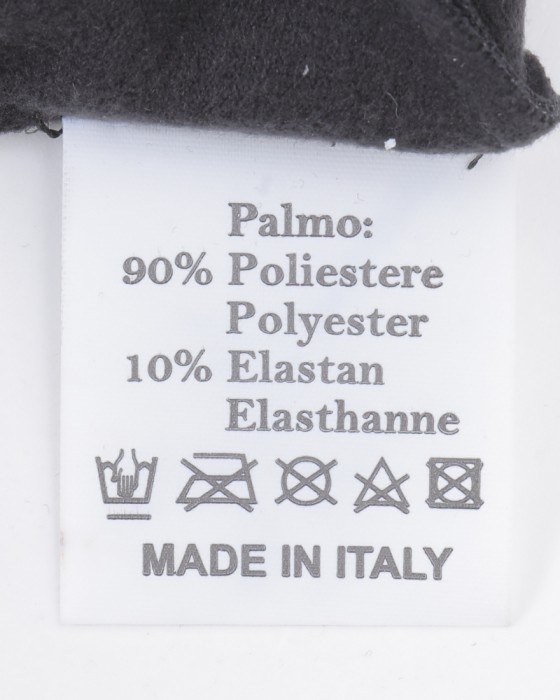 Palmo:
90% Poliestere
Polyester
10% Elastan
Elasthanne
MADE IN ITALY